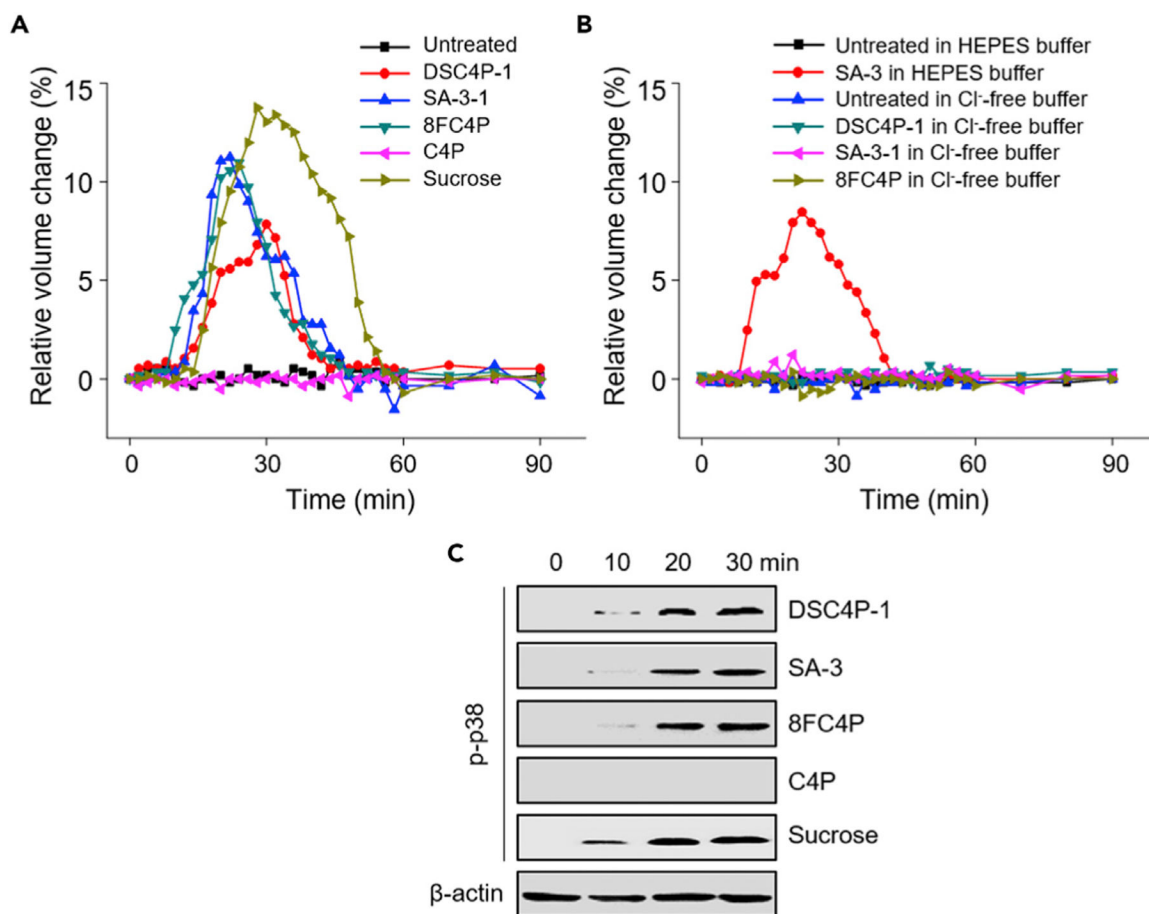 A
Untreated
DSC4P-1
SA-3-1
8FC4P
C4P
Sucrose
Relative volume change (%)
15
10
5
0
0 30 60 90
Time (min)
B
Untreated in HEPES buffer
SA-3 in HEPES buffer
Untreated in Cl⁻-free buffer
DSC4P-1 in Cl⁻-free buffer
SA-3-1 in Cl⁻-free buffer
8FC4P in Cl⁻-free buffer
Relative volume change (%)
15
10
5
0
0 30 60 90
Time (min)
C
0 10 20 30 min
p-p38
DSC4P-1
SA-3
8FC4P
C4P
Sucrose
β-actin